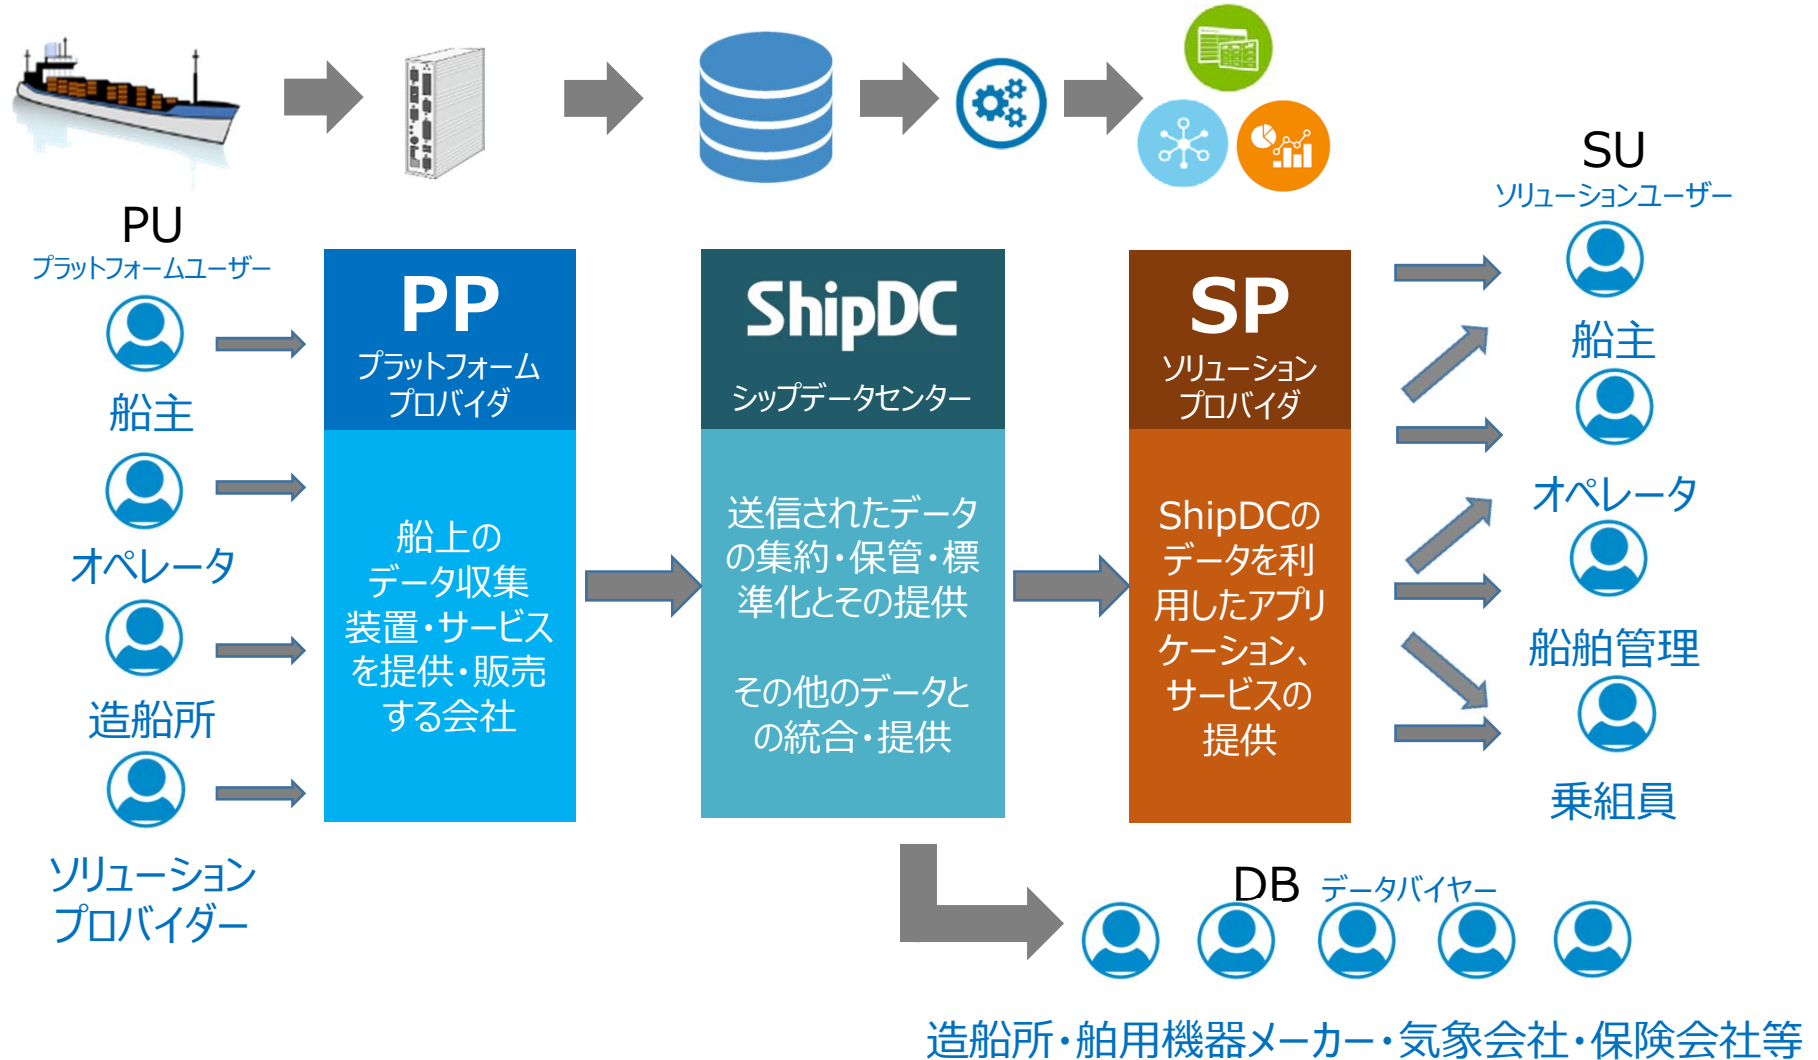 PU
プラットフォームユーザー
船主
オペレータ
造船所
ソリューション
プロバイダー
PP
プラットフォーム
プロバイダ
船上の
データ収集
装置・サービス
を提供・販売
する会社
ShipDC
シップデータセンター
送信されたデータ
の集約・保管・標
準化とその提供
その他のデータと
の統合・提供
SP
ソリューション
プロバイダ
ShipDCの
データを利
用したアプリ
ケーション、
サービスの
提供
SU
ソリューションユーザー
船主
オペレータ
船舶管理
乗組員
DB データバイヤー
造船所・舶用機器メーカー・気象会社・保険会社等